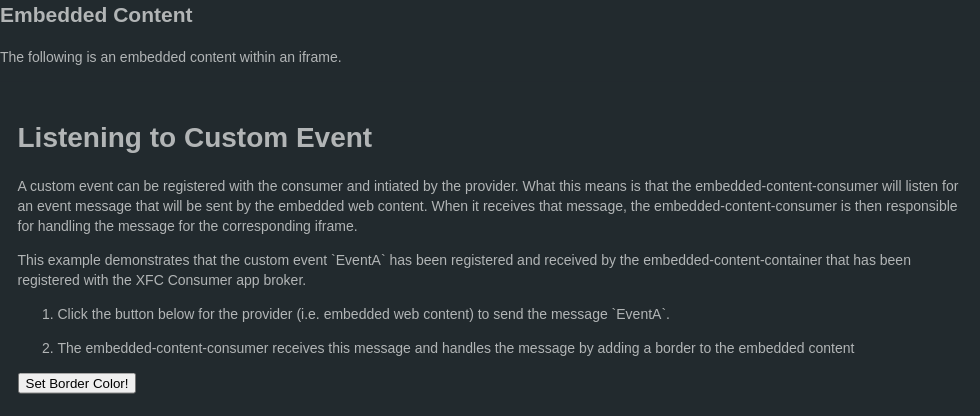 Embedded Content
The following is an embedded content within an iframe.
Listening to Custom Event
A custom event can be registered with the consumer and intiated by the provider. What this means is that the embedded-content-consumer will listen for
an event message that will be sent by the embedded web content. When it receives that message, the embedded-content-consumer is then responsible
for handling the message for the corresponding iframe.
This example demonstrates that the custom event `EventA` has been registered and received by the embedded-content-container that has been
registered with the XFC Consumer app broker.
1. Click the button below for the provider (i.e. embedded web content) to send the message `EventA`.
2. The embedded-content-consumer receives this message and handles the message by adding a border to the embedded content
Set Border Color!